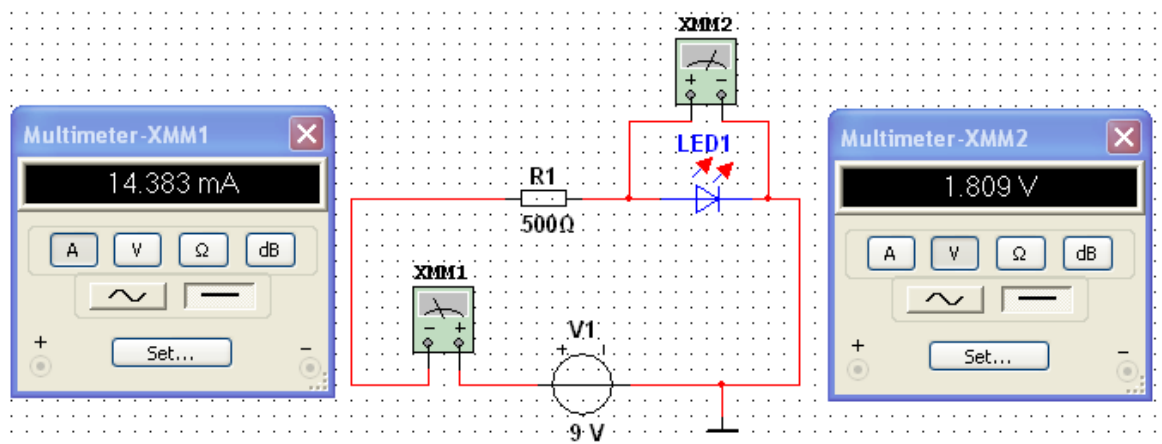 XMM2
+ −
Multimeter-XMM1
14.383 mA
A V Ω dB
Set...
+ −
LED1
R1
500Ω
XMM1
− +
V1
+ −
9 V
Multimeter-XMM2
1.809 V
A V Ω dB
Set...
+ −